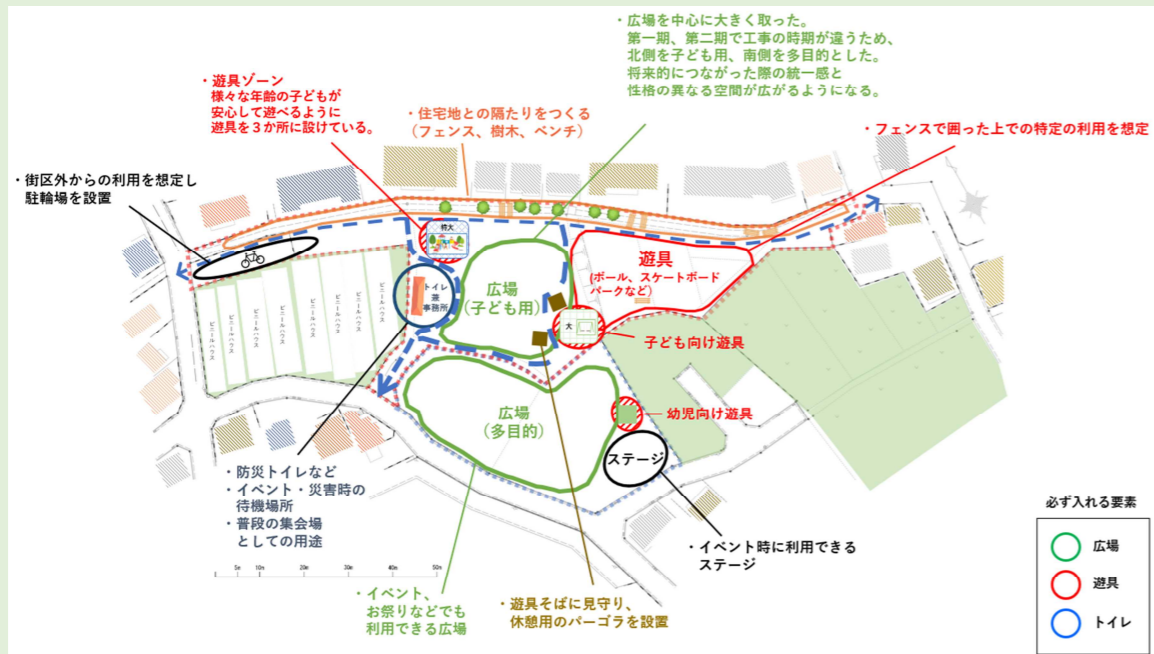 ・広場を中心に大きく取った。
第一期、第二期で工事の時期が違うため、
北側を子ども用、南側を多目的とした。
将来的につながった際の統一感と
性格の異なる空間が広がるようになる。
・遊具ゾーン
様々な年齢の子どもが
安心して遊べるように
遊具を３か所に設けている。
・住宅地との隔たりをつくる
（フェンス、樹木、ベンチ）
・フェンスで囲った上での特定の利用を想定
・街区外からの利用を想定し
駐輪場を設置
特大
遊具
(ボール、スケートボード
パークなど)
トイレ
兼
事務所
広場
（子ども用）
大
子ども向け遊具
ビニールハウス
ビニールハウス
ビニールハウス
ビニールハウス
ビニールハウス
ビニールハウス
ビニールハウス
ビニールハウス
広場
（多目的）
幼児向け遊具
ステージ
・防災トイレなど
・イベント・災害時の
待機場所
・普段の集会場
としての用途
・イベント時に利用できる
ステージ
5m 10m 20m 30m 40m 50m
・イベント、
お祭りなどでも
利用できる広場
・遊具そばに見守り、
休憩用のパーゴラを設置
必ず入れる要素
広場
遊具
トイレ